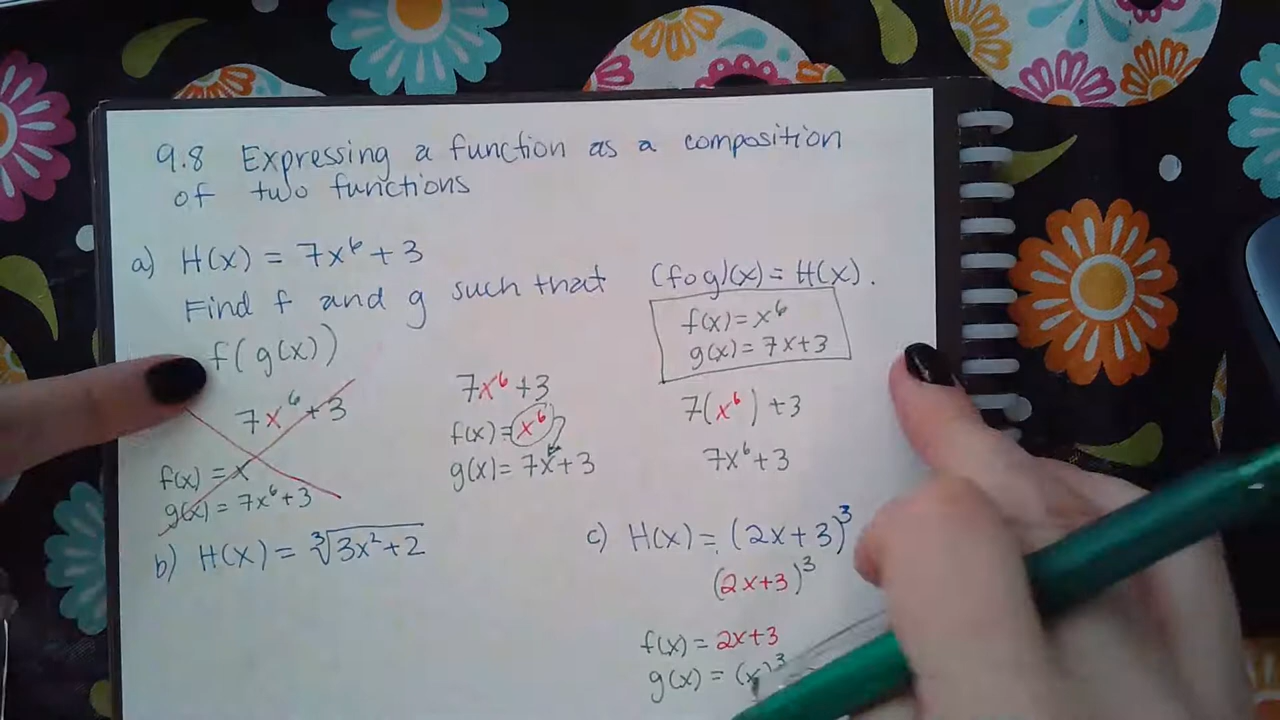 9.8 Expressing a function as a composition
of two functions
a) H(x) = 7x⁶ + 3
Find f and g such that (fog)(x) = H(x).
f(g(x))
7x⁶ + 3
f(x) = x
g(x) = 7x⁶ + 3
7x⁶ + 3
f(x) = x⁶
g(x) = 7x + 3
f(x) = x⁶
g(x) = 7x + 3
7(x⁶) + 3
7x⁶ + 3
b) H(x) = ∛3x² + 2
c) H(x) = (2x + 3)³
(2x + 3)³
f(x) = 2x + 3
g(x) = (x)³